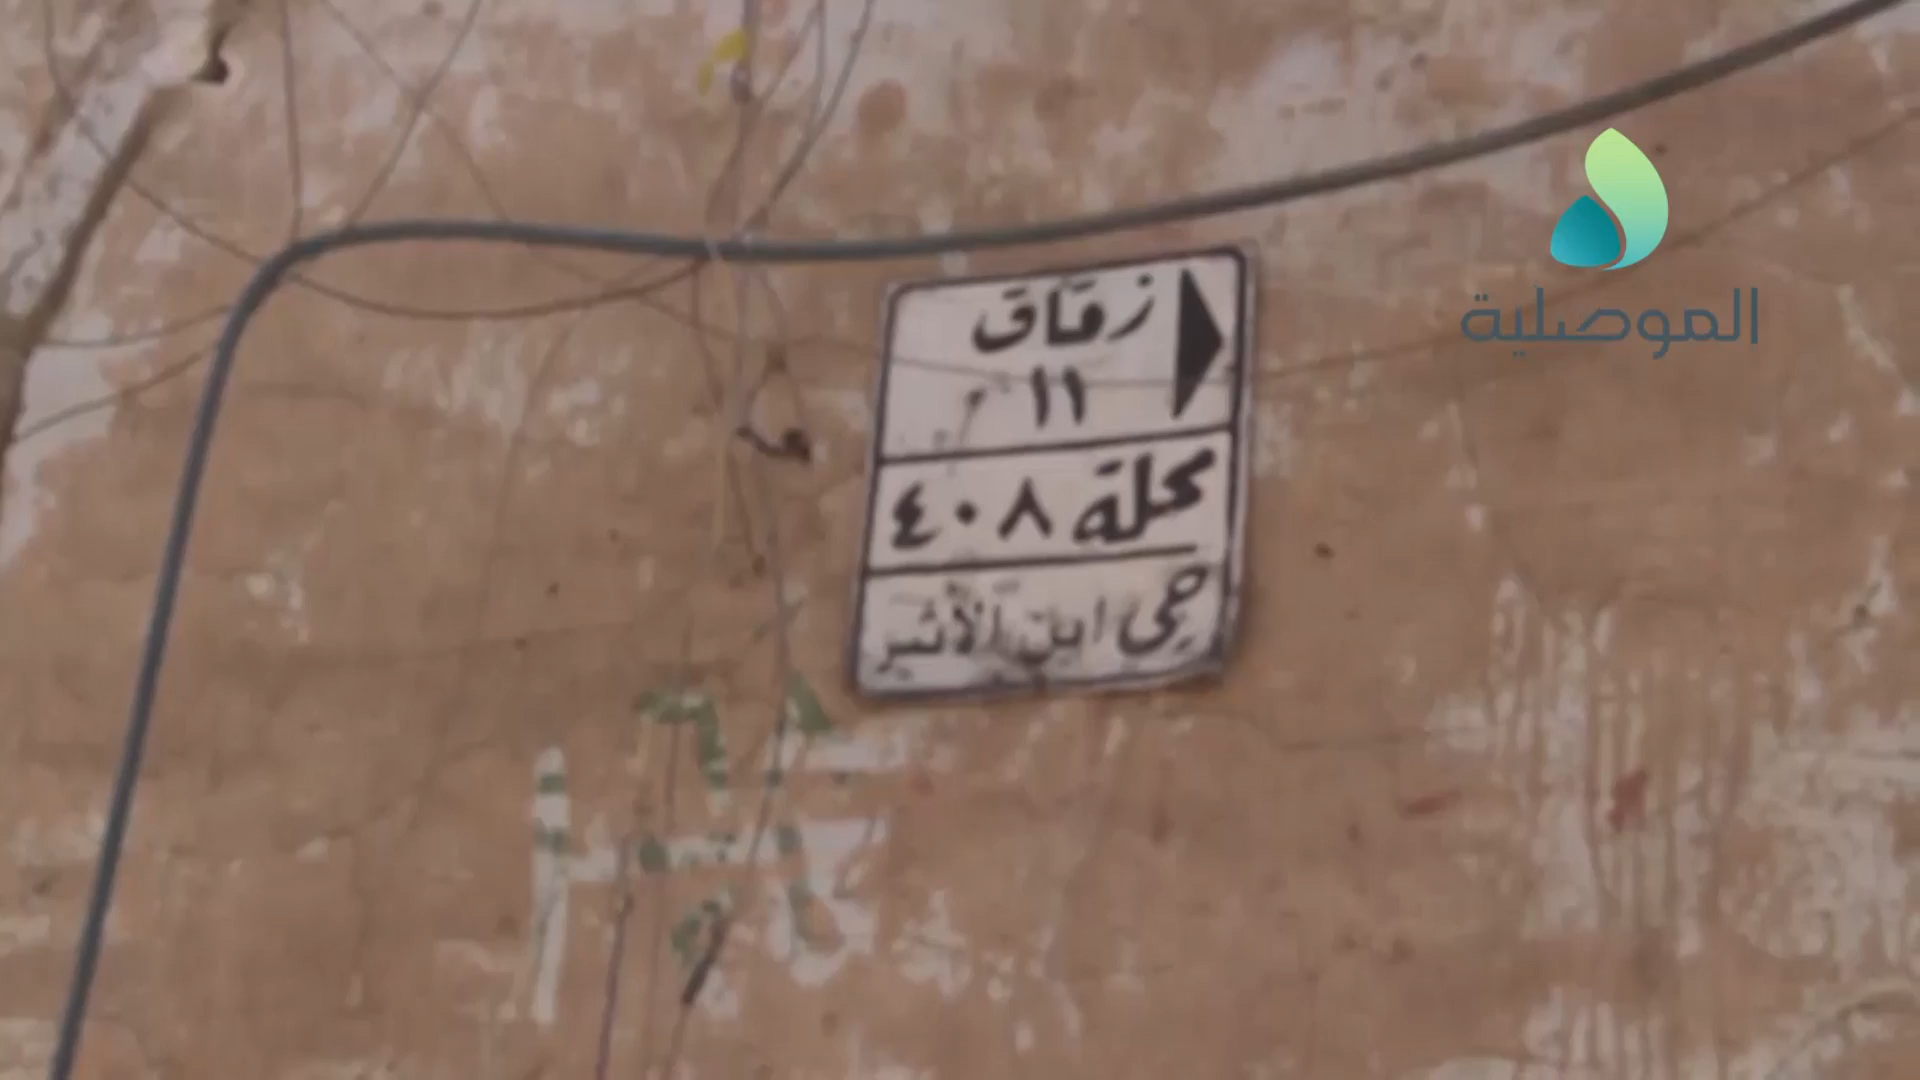 زقاق
١١
محلة ٤٠٨
حي ابن الأثير
الموصلية